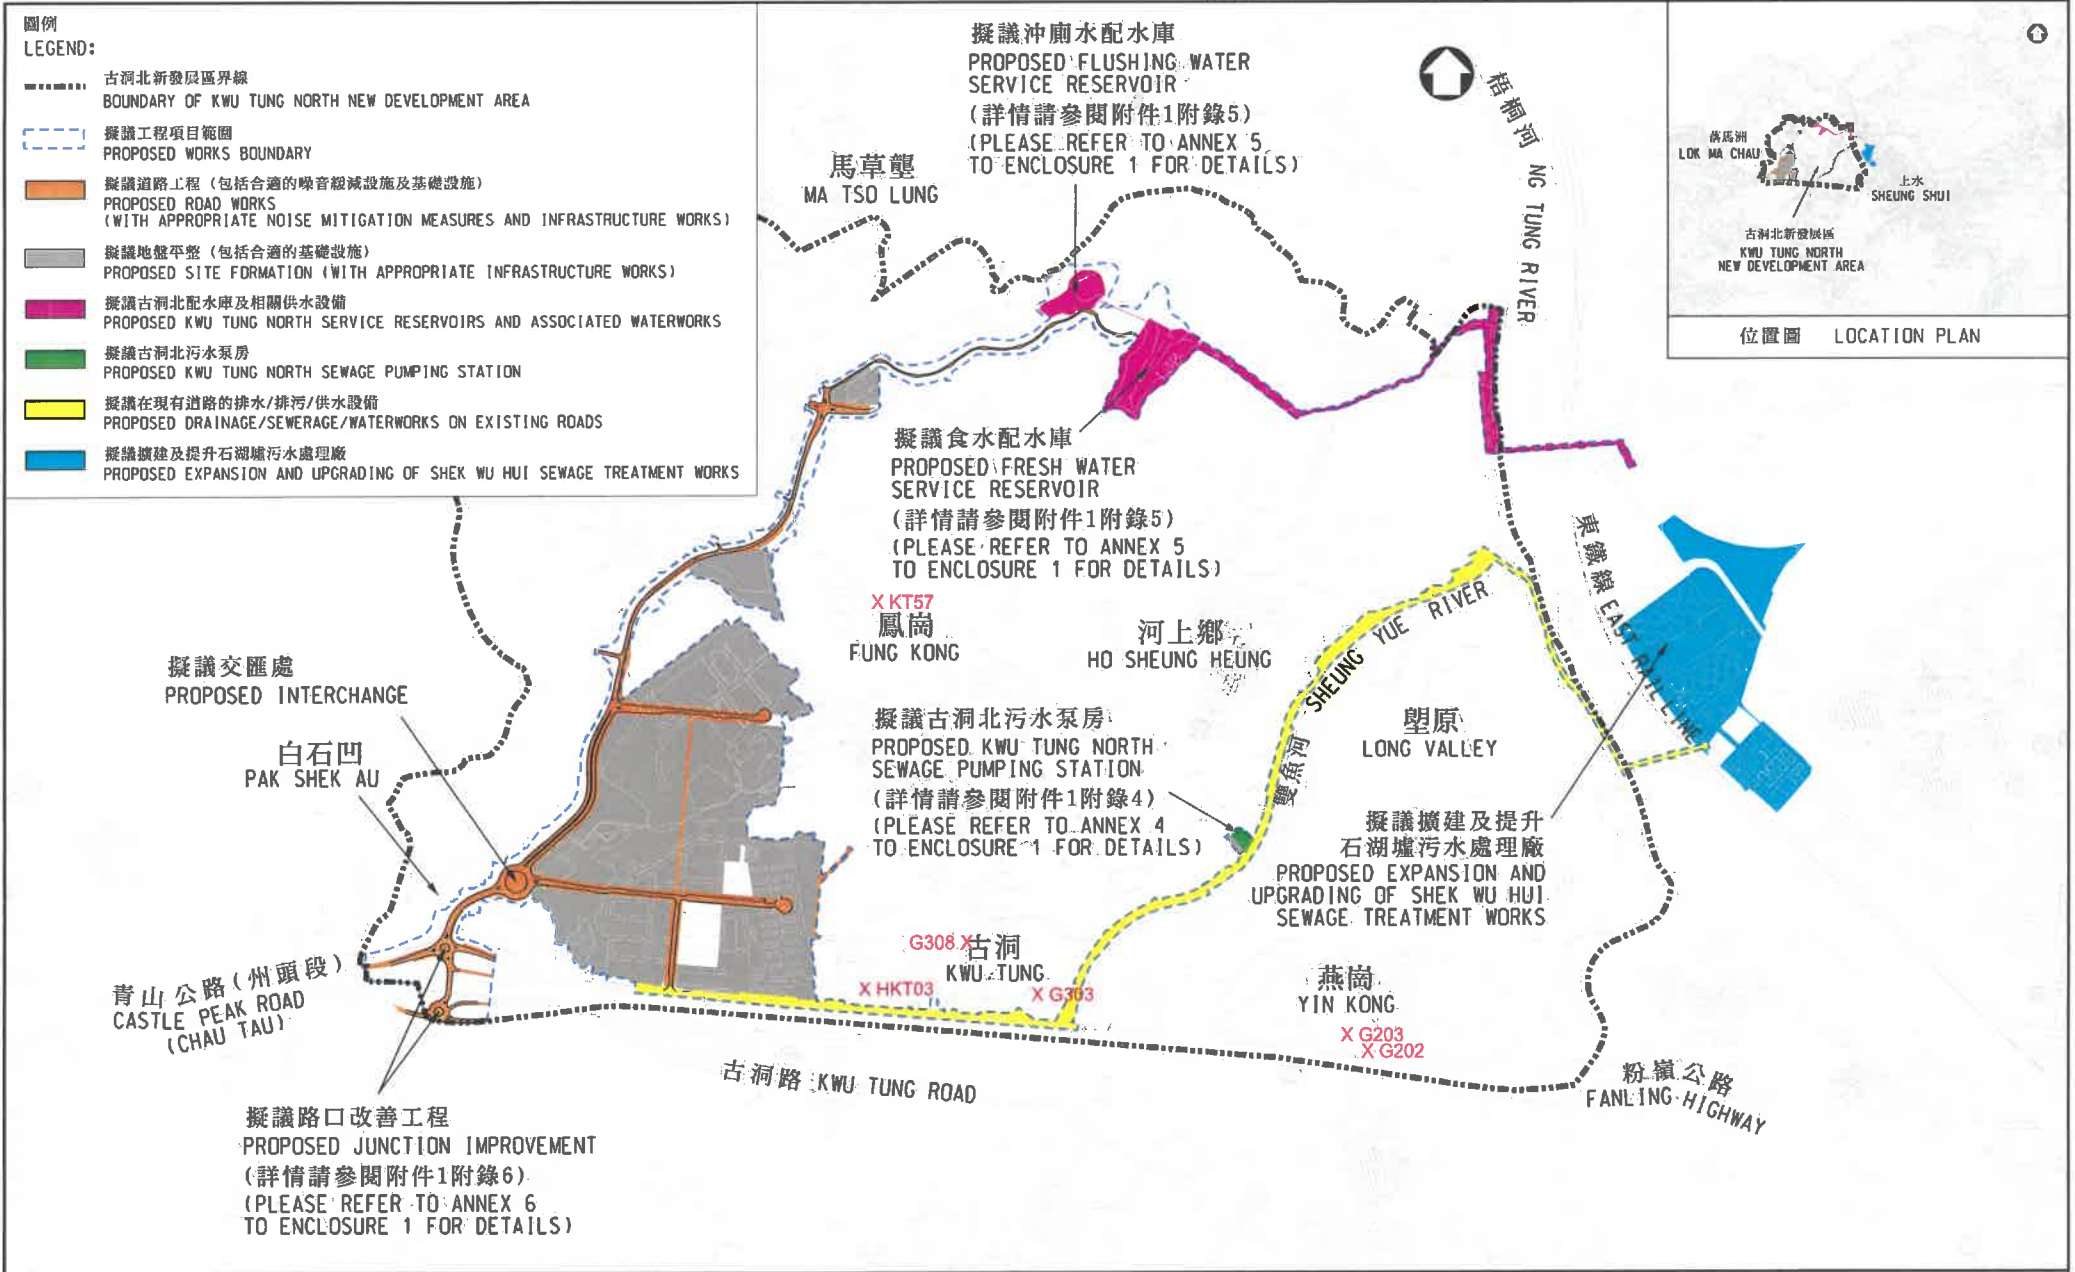 圖例
LEGEND:
古洞北新發展區界線
BOUNDARY OF KWU TUNG NORTH NEW DEVELOPMENT AREA
擬議工程項目範圍
PROPOSED WORKS BOUNDARY
擬議道路工程 (包括合適的噪音緩減設施及基礎設施)
PROPOSED ROAD WORKS
(WITH APPROPRIATE NOISE MITIGATION MEASURES AND INFRASTRUCTURE WORKS)
擬議地盤平整 (包括合適的基礎設施)
PROPOSED SITE FORMATION (WITH APPROPRIATE INFRASTRUCTURE WORKS)
擬議古洞北配水庫及相關供水設備
PROPOSED KWU TUNG NORTH SERVICE RESERVOIRS AND ASSOCIATED WATERWORKS
擬議古洞北污水泵房
PROPOSED KWU TUNG NORTH SEWAGE PUMPING STATION
擬議在現有道路的排水/排污/供水設備
PROPOSED DRAINAGE/SEWERAGE/WATERWORKS ON EXISTING ROADS
擬議擴建及提升石湖墟污水處理廠
PROPOSED EXPANSION AND UPGRADING OF SHEK WU HUI SEWAGE TREATMENT WORKS
擬議沖廁水配水庫
PROPOSED FLUSHING WATER
SERVICE RESERVOIR
(詳情請參閱附件1附錄5)
(PLEASE REFER TO ANNEX 5
TO ENCLOSURE 1 FOR DETAILS)
馬草壟
MA TSO LUNG
梧桐河 NG TUNG RIVER
落馬洲
LOK MA CHAU
上水
SHEUNG SHUI
古洞北新發展區
KWU TUNG NORTH
NEW DEVELOPMENT AREA
位置圖 LOCATION PLAN
擬議食水配水庫
PROPOSED FRESH WATER
SERVICE RESERVOIR
(詳情請參閱附件1附錄5)
(PLEASE REFER TO ANNEX 5
TO ENCLOSURE 1 FOR DETAILS)
東鐵線 EAST RAIL LINE
X KT57
鳳崗
FUNG KONG
河上鄉
HO SHEUNG HEUNG
雙魚河 SHEUNG YUE RIVER
塱原
LONG VALLEY
擬議交匯處
PROPOSED INTERCHANGE
白石凹
PAK SHEK AU
擬議古洞北污水泵房
PROPOSED KWU TUNG NORTH
SEWAGE PUMPING STATION
(詳情請參閱附件1附錄4)
(PLEASE REFER TO ANNEX 4
TO ENCLOSURE 1 FOR DETAILS)
擬議擴建及提升
石湖墟污水處理廠
PROPOSED EXPANSION AND
UPGRADING OF SHEK WU HUI
SEWAGE TREATMENT WORKS
G308 X
古洞
KWU TUNG
X HKT03
X G303
燕崗
YIN KONG
X G203
X G202
青山公路(州頭段)
CASTLE PEAK ROAD
(CHAU TAU)
古洞路 KWU TUNG ROAD
粉嶺公路
FANLING HIGHWAY
擬議路口改善工程
PROPOSED JUNCTION IMPROVEMENT
(詳情請參閱附件1附錄6)
(PLEASE REFER TO ANNEX 6
TO ENCLOSURE 1 FOR DETAILS)